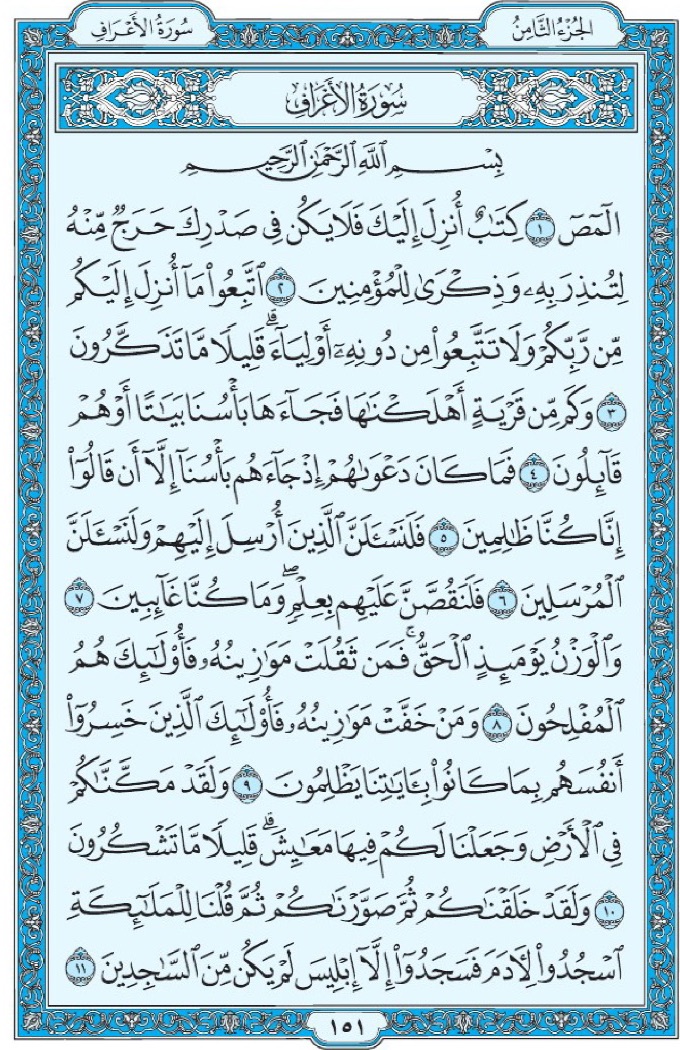 الجُزْءُ الثَّامِنُ
سُورَةُ الأَعْرَافِ
سُورَةُ الأَعْرَافِ
بِسْمِ ٱللَّهِ ٱلرَّحْمَٰنِ ٱلرَّحِيمِ
الٓمٓصٓ ١ كِتَٰبٌ أُنزِلَ إِلَيْكَ فَلَا يَكُن فِى صَدْرِكَ حَرَجٌ مِّنْهُ
لِتُنذِرَ بِهِۦ وَذِكْرَىٰ لِلْمُؤْمِنِينَ ٢ ٱتَّبِعُوا۟ مَآ أُنزِلَ إِلَيْكُم
مِّن رَّبِّكُمْ وَلَا تَتَّبِعُوا۟ مِن دُونِهِۦٓ أَوْلِيَآءَ ۗ قَلِيلًا مَّا تَذَكَّرُونَ
٣ وَكَم مِّن قَرْيَةٍ أَهْلَكْنَٰهَا فَجَآءَهَا بَأْسُنَا بَيَٰتًا أَوْ هُمْ
قَآئِلُونَ ٤ فَمَا كَانَ دَعْوَىٰهُمْ إِذْ جَآءَهُم بَأْسُنَآ إِلَّآ أَن قَالُوٓا۟
إِنَّا كُنَّا ظَٰلِمِينَ ٥ فَلَنَسْـَٔلَنَّ ٱلَّذِينَ أُرْسِلَ إِلَيْهِمْ وَلَنَسْـَٔلَنَّ
ٱلْمُرْسَلِينَ ٦ فَلَنَقُصَّنَّ عَلَيْهِم بِعِلْمٍ ۖ وَمَا كُنَّا غَآئِبِينَ ٧
وَٱلْوَزْنُ يَوْمَئِذٍ ٱلْحَقُّ ۚ فَمَن ثَقُلَتْ مَوَٰزِينُهُۥ فَأُو۟لَٰٓئِكَ هُمُ
ٱلْمُفْلِحُونَ ٨ وَمَنْ خَفَّتْ مَوَٰزِينُهُۥ فَأُو۟لَٰٓئِكَ ٱلَّذِينَ خَسِرُوٓا۟
أَنفُسَهُم بِمَا كَانُوا۟ بِـَٔايَٰتِنَا يَظْلِمُونَ ٩ وَلَقَدْ مَكَّنَّٰكُمْ
فِى ٱلْأَرْضِ وَجَعَلْنَا لَكُمْ فِيهَا مَعَٰيِشَ ۗ قَلِيلًا مَّا تَشْكُرُونَ
١٠ وَلَقَدْ خَلَقْنَٰكُمْ ثُمَّ صَوَّرْنَٰكُمْ ثُمَّ قُلْنَا لِلْمَلَٰٓئِكَةِ
ٱسْجُدُوا۟ لِـَٔادَمَ فَسَجَدُوٓا۟ إِلَّآ إِبْلِيسَ لَمْ يَكُن مِّنَ ٱلسَّٰجِدِينَ ١١
١٥١